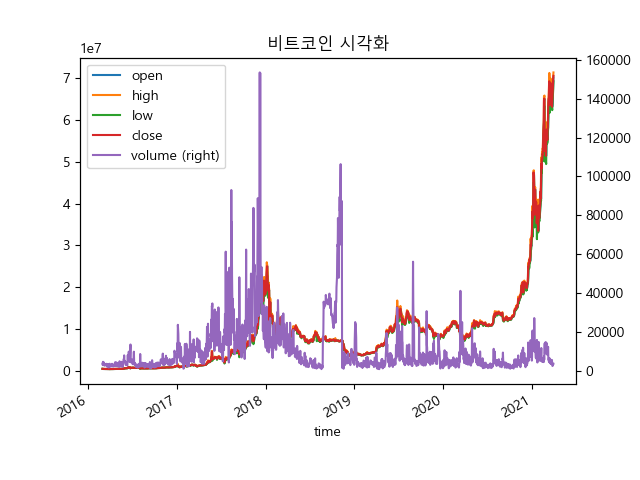 비트코인 시각화
1e7
open
high
low
close
volume (right)
7
6
5
4
3
2
1
0
160000
140000
120000
100000
80000
60000
40000
20000
0
2016
2017
2018
2019
2020
2021
time